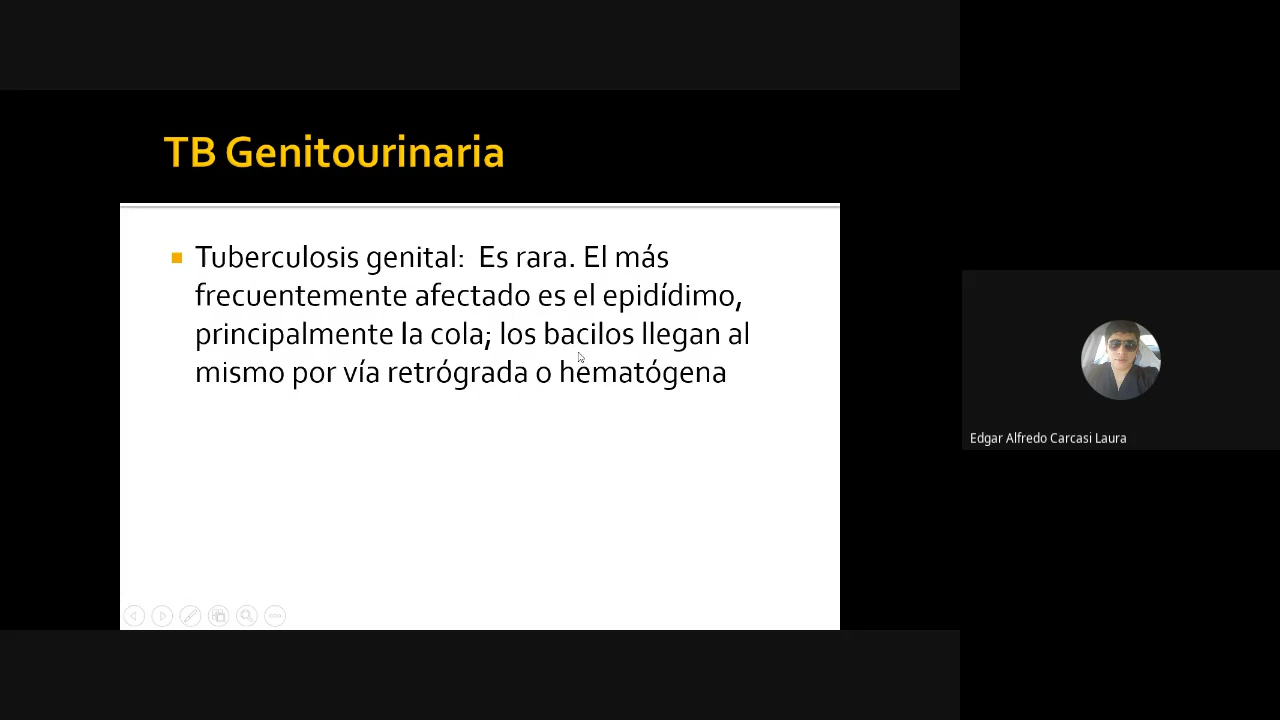 TB Genitourinaria
Tuberculosis genital:  Es rara. El más
frecuentemente afectado es el epidídimo,
principalmente la cola; los bacilos llegan al
mismo por vía retrógrada o hematógena
Edgar Alfredo Carcasi Laura